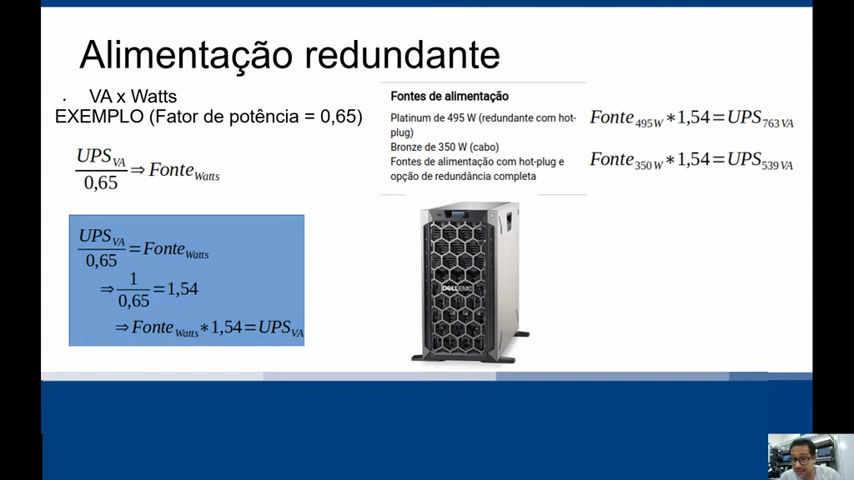 Alimentação redundante
· VA x Watts
EXEMPLO (Fator de potência = 0,65)
UPS_VA / 0,65 ⇒ Fonte_Watts
UPS_VA / 0,65 = Fonte_Watts
⇒ 1 / 0,65 = 1,54
⇒ Fonte_Watts * 1,54 = UPS_VA
Fontes de alimentação
Platinum de 495 W (redundante com hot-
plug)
Bronze de 350 W (cabo)
Fontes de alimentação com hot-plug e
opção de redundância completa
Fonte_495W * 1,54 = UPS_763VA
Fonte_350W * 1,54 = UPS_539VA
DELLEMC